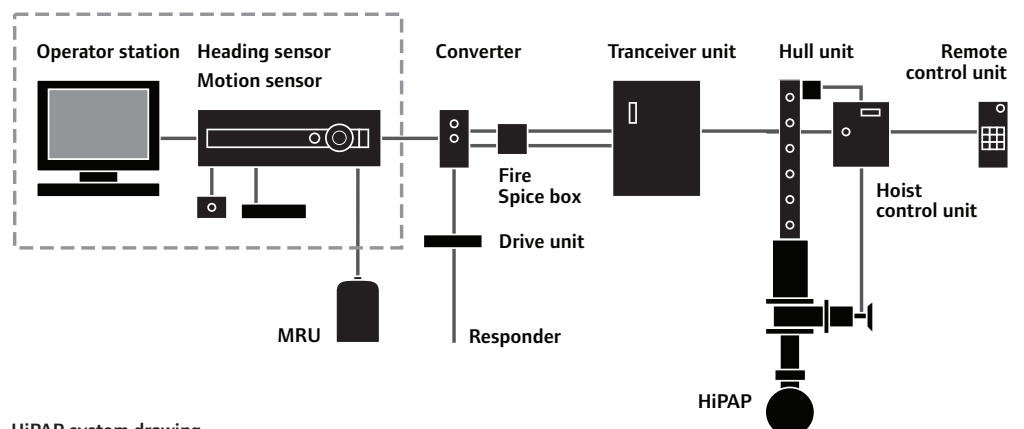 Operator station
Heading sensor
Motion sensor
Converter
Tranceiver unit
Hull unit
Remote
control unit
Fire
Spice box
Hoist
control unit
Drive unit
MRU
Responder
HiPAP
HiPAP system drawing